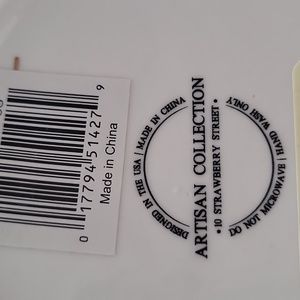 0 17794 51427 9
Made in China
DESIGNED IN THE USA | MADE IN CHINA
ARTISAN COLLECTION
• 10 STRAWBERRY STREET •
DO NOT MICROWAVE | HAND WASH ONLY